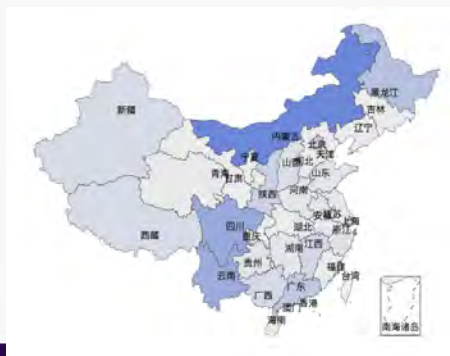 黑龙江
新疆
吉林
辽宁
内蒙古
北京
天津
宁夏
山西
河北
山东
青海
甘肃
陕西
河南
西藏
四川
重庆
安徽
江苏
上海
湖北
浙江
云南
贵州
湖南
江西
福建
台湾
广西
广东
香港
澳门
海南
南海诸岛